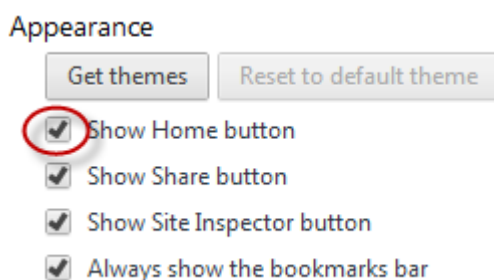 Appearance
Get themes Reset to default theme
Show Home button
Show Share button
Show Site Inspector button
Always show the bookmarks bar